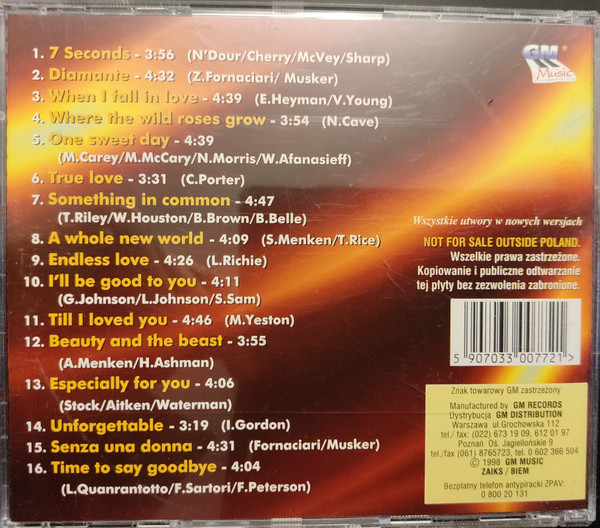 1. 7 Seconds - 3:56 (N'Dour/Cherry/McVey/Sharp)
2. Diamante - 4:32 (Z.Fornaciari/ Musker)
3. When I fall in love - 4:39 (E.Heyman/V.Young)
4. Where the wild roses grow - 3:54 (N.Cave)
5. One sweet day - 4:39
(M.Carey/M.McCary/N.Morris/W.Afanasieff)
6. True love - 3:31 (C.Porter)
7. Something in common - 4:47
(T.Riley/W.Houston/B.Brown/B.Belle)
8. A whole new world - 4:09 (S.Menken/T.Rice)
9. Endless love - 4:26 (L.Richie)
10. I'll be good to you - 4:11
(G.Johnson/L.Johnson/S.Sam)
11. Till I loved you - 4:46 (M.Yeston)
12. Beauty and the beast - 3:55
(A.Menken/H.Ashman)
13. Especially for you - 4:06
(Stock/Aitken/Waterman)
14. Unforgettable - 3:19 (I.Gordon)
15. Senza una donna - 4:31 (Fornaciari/Musker)
16. Time to say goodbye - 4:04
(L.Quanrantotto/F.Sartori/F.Peterson)
GM
Music
Wszystkie utwory w nowych wersjach
NOT FOR SALE OUTSIDE POLAND.
Wszelkie prawa zastrzeżone.
Kopiowanie i publiczne odtwarzanie
tej płyty bez zezwolenia zabronione.
5 907033 007721 >
Znak towarowy GM zastrzeżony
Manufactured by GM RECORDS
Dystrybucja GM DISTRIBUTION
Warszawa ul.Grochowska 112
tel./fax (022) 673 19 09, 612 01 97
Poznań Os. Jagiellońskie 9
tel./fax (061) 8765723, tel. 0 602 366 504
© 1998 GM MUSIC
ZAIKS / BIEM
Bezpłatny telefon antypiracki ZPAV:
0 800 20 131